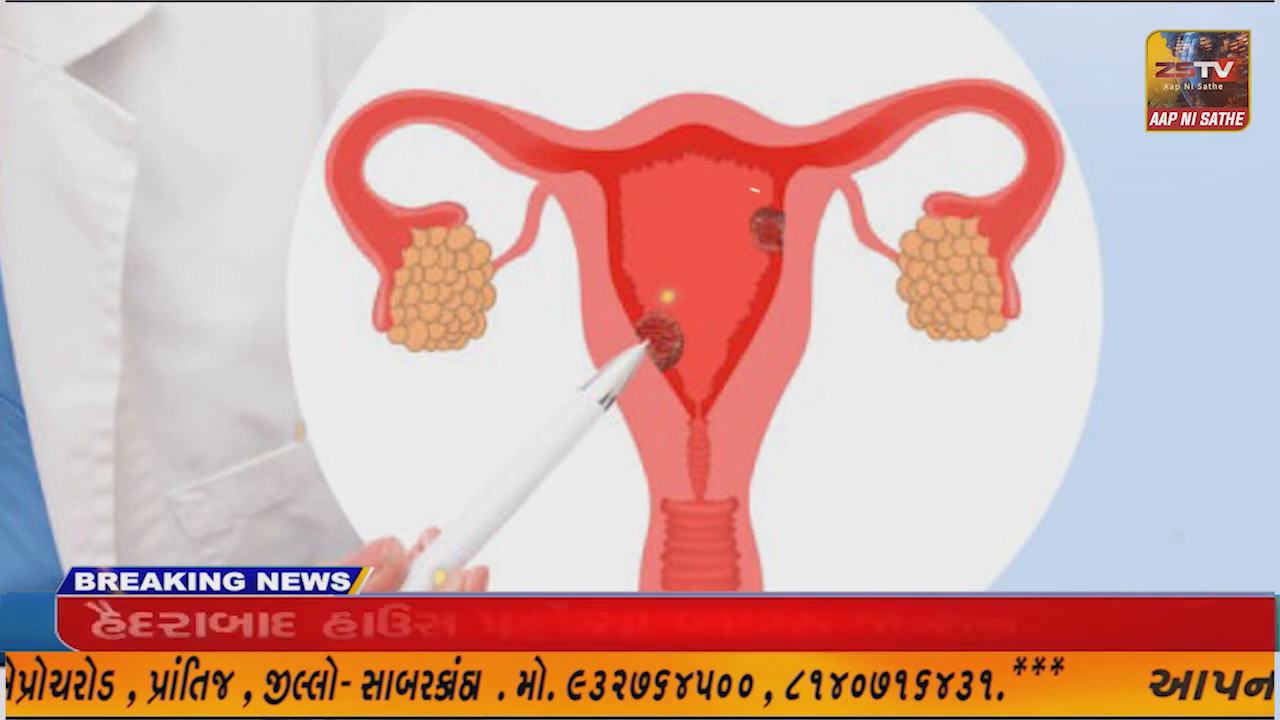 ZSTV
Aap Ni Sathe
AAP NI SATHE
BREAKING NEWS
હૈદરાબાદ હાઉસ
પ્રોચરોડ , પ્રાંતિજ , જીલ્લો- સાબરકાંઠા . મો. ૯૩૨૭૬૪૫૦૦ , ૮૧૪૦૭૧૬૪૩૧. *** આપન